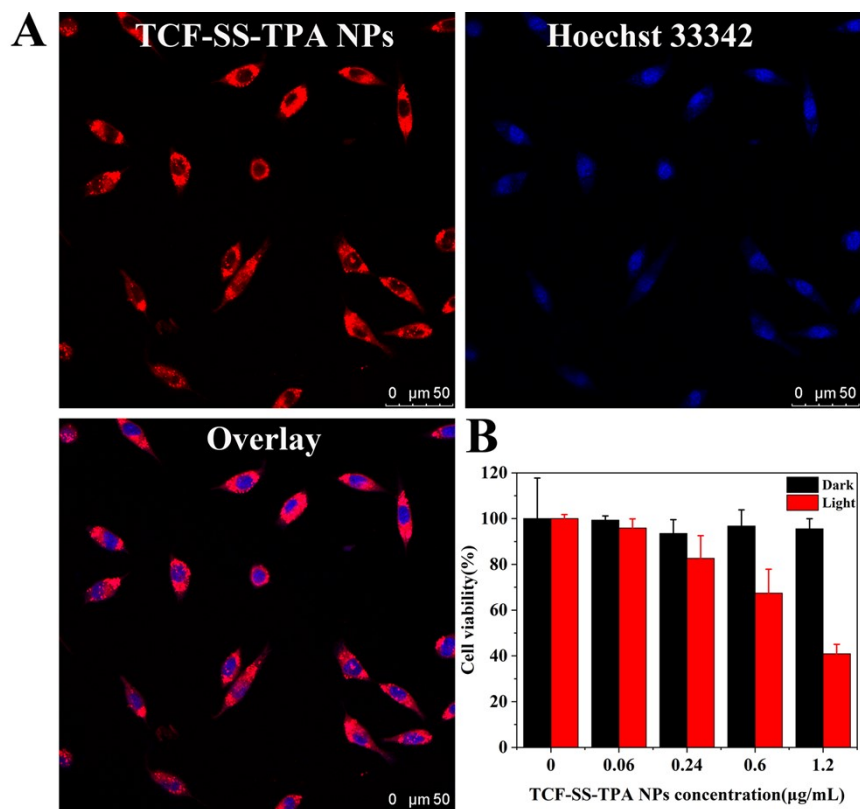 A
TCF-SS-TPA NPs
Hoechst 33342
0 μm 50
0 μm 50
Overlay
0 μm 50
B
120
100
80
60
40
20
0
Cell viability(%)
Dark
Light
0 0.06 0.24 0.6 1.2
TCF-SS-TPA NPs concentration(μg/mL)